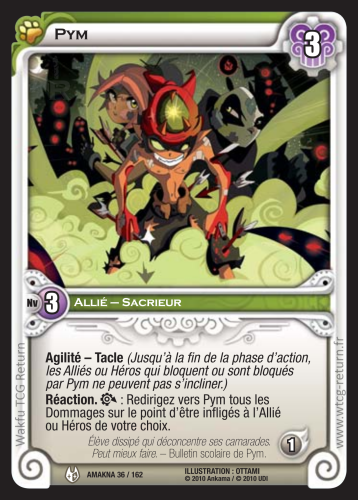 PYM
3
Nv 3 ALLIÉ – SACRIEUR
Agilité – Tacle (Jusqu'à la fin de la phase d'action,
les Alliés ou Héros qui bloquent ou sont bloqués
par Pym ne peuvent pas s'incliner.)
Réaction. : Redirigez vers Pym tous les
Dommages sur le point d'être infligés à l'Allié
ou Héros de votre choix.
Élève dissipé qui déconcentre ses camarades.
Peut mieux faire. – Bulletin scolaire de Pym.
1
AMAKNA 36 / 162
ILLUSTRATION : OTTAMI
© 2010 Ankama / © 2010 UDI
Wakfu TCG Return
www.wtcg-return.fr